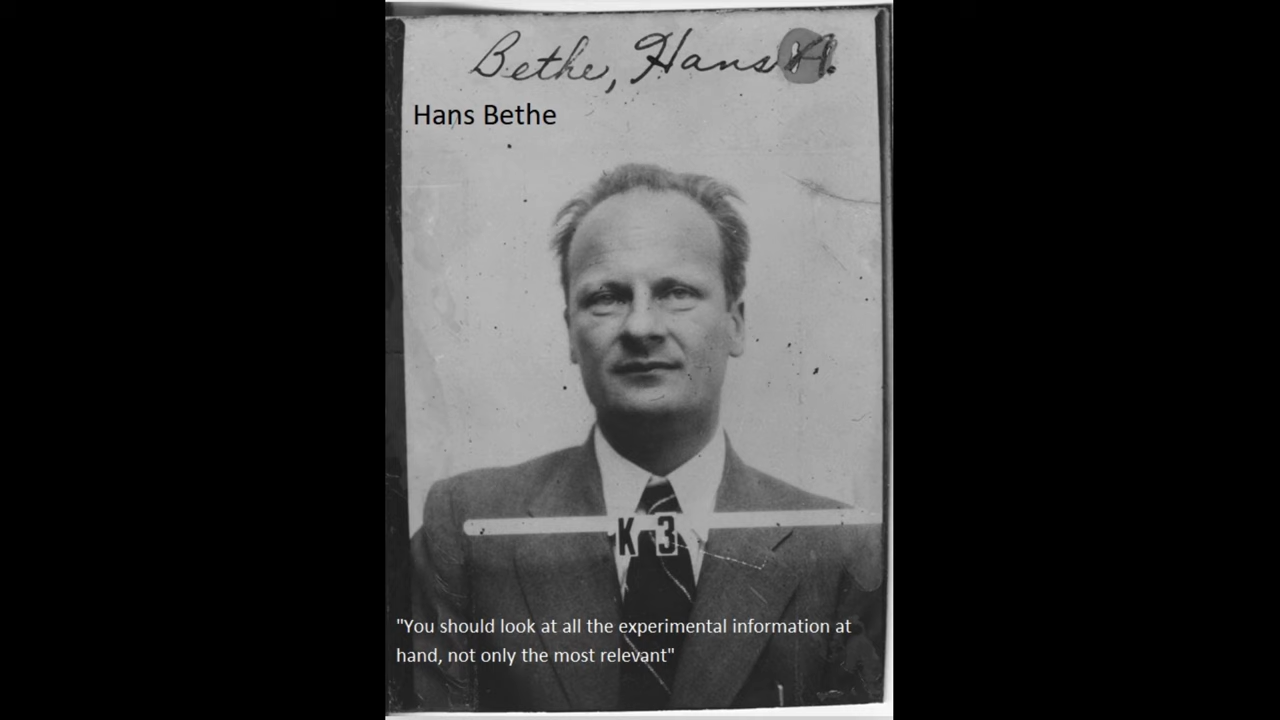 Bethe, Hans A.
Hans Bethe
K 3
"You should look at all the experimental information at
hand, not only the most relevant"